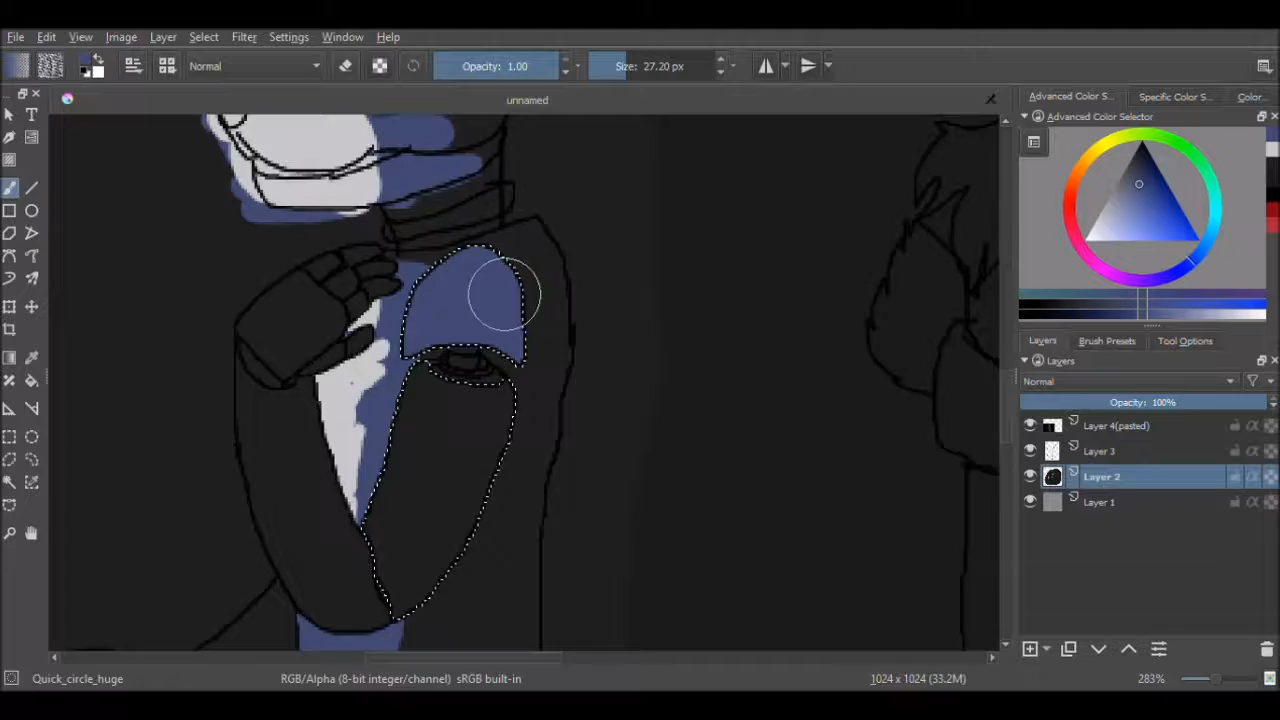 File Edit View Image Layer Select Filter Settings Window Help
Normal Opacity: 1.00 Size: 27.20 px
unnamed
Advanced Color S... Specific Color S... Color...
Advanced Color Selector
Layers Brush Presets Tool Options
Layers
Normal
Opacity: 100%
Layer 4(pasted)
Layer 3
Layer 2
Layer 1
Quick_circle_huge RGB/Alpha (8-bit integer/channel) sRGB built-in 1024 x 1024 (33.2M) 283%